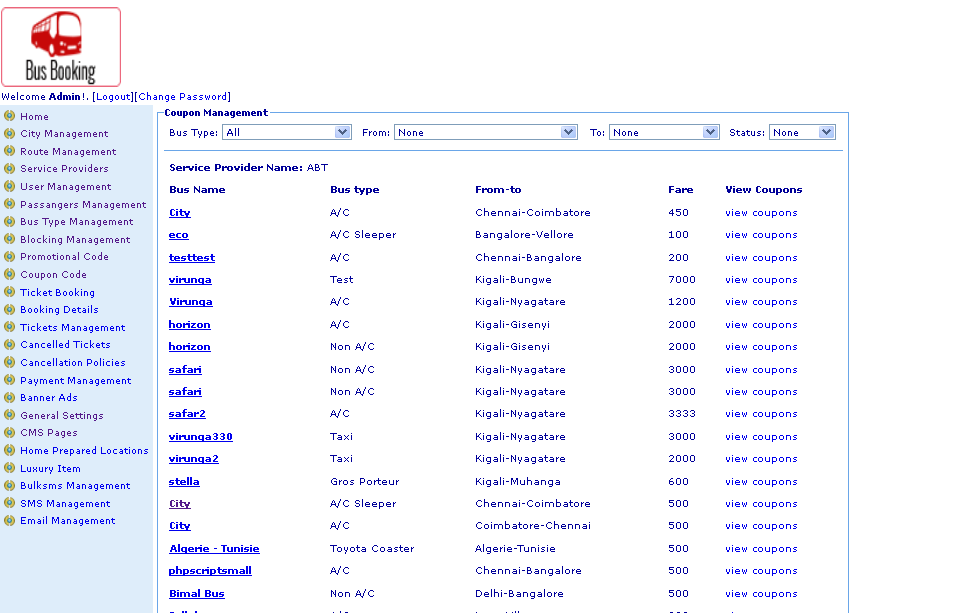 Bus Booking
Welcome Admin!. [Logout][Change Password]
Home
City Management
Route Management
Service Providers
User Management
Passangers Management
Bus Type Management
Blocking Management
Promotional Code
Coupon Code
Ticket Booking
Booking Details
Tickets Management
Cancelled Tickets
Cancellation Policies
Payment Management
Banner Ads
General Settings
CMS Pages
Home Prepared Locations
Luxury Item
Bulksms Management
SMS Management
Email Management
Coupon Management
Bus Type: All From: None To: None Status: None
Service Provider Name: ABT
Bus Name Bus type From-to Fare View Coupons
City A/C Chennai-Coimbatore 450 view coupons
eco A/C Sleeper Bangalore-Vellore 100 view coupons
testtest A/C Chennai-Bangalore 200 view coupons
virunga Test Kigali-Bungwe 7000 view coupons
Virunga A/C Kigali-Nyagatare 1200 view coupons
horizon A/C Kigali-Gisenyi 2000 view coupons
horizon Non A/C Kigali-Gisenyi 2000 view coupons
safari Non A/C Kigali-Nyagatare 3000 view coupons
safari Non A/C Kigali-Nyagatare 3000 view coupons
safar2 A/C Kigali-Nyagatare 3333 view coupons
virunga330 Taxi Kigali-Nyagatare 3000 view coupons
virunga2 Taxi Kigali-Nyagatare 2000 view coupons
stella Gros Porteur Kigali-Muhanga 600 view coupons
City A/C Sleeper Chennai-Coimbatore 500 view coupons
City A/C Coimbatore-Chennai 500 view coupons
Algerie - Tunisie Toyota Coaster Algerie-Tunisie 500 view coupons
phpscriptsmall A/C Chennai-Bangalore 500 view coupons
Bimal Bus Non A/C Delhi-Bangalore 500 view coupons